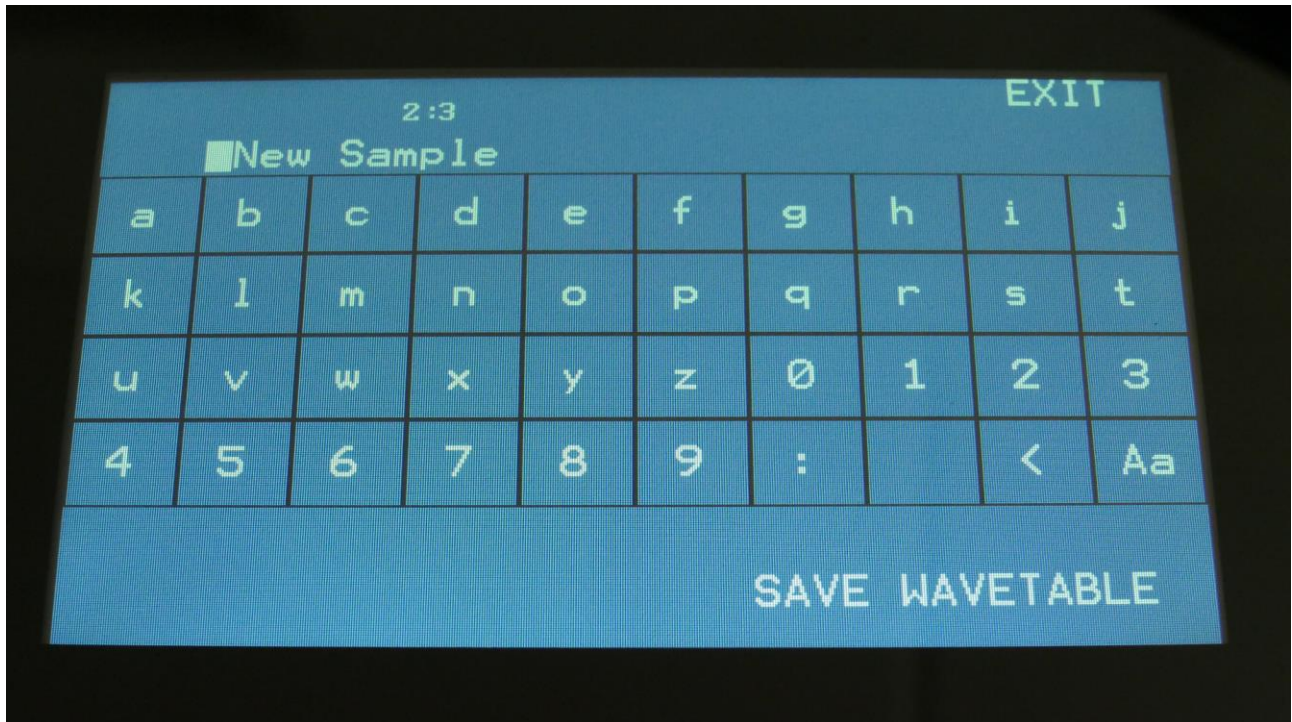 EXIT
2:3
New Sample
a b c d e f g h i j
k l m n o p q r s t
u v w x y z 0 1 2 3
4 5 6 7 8 9 : < Aa
SAVE WAVETABLE